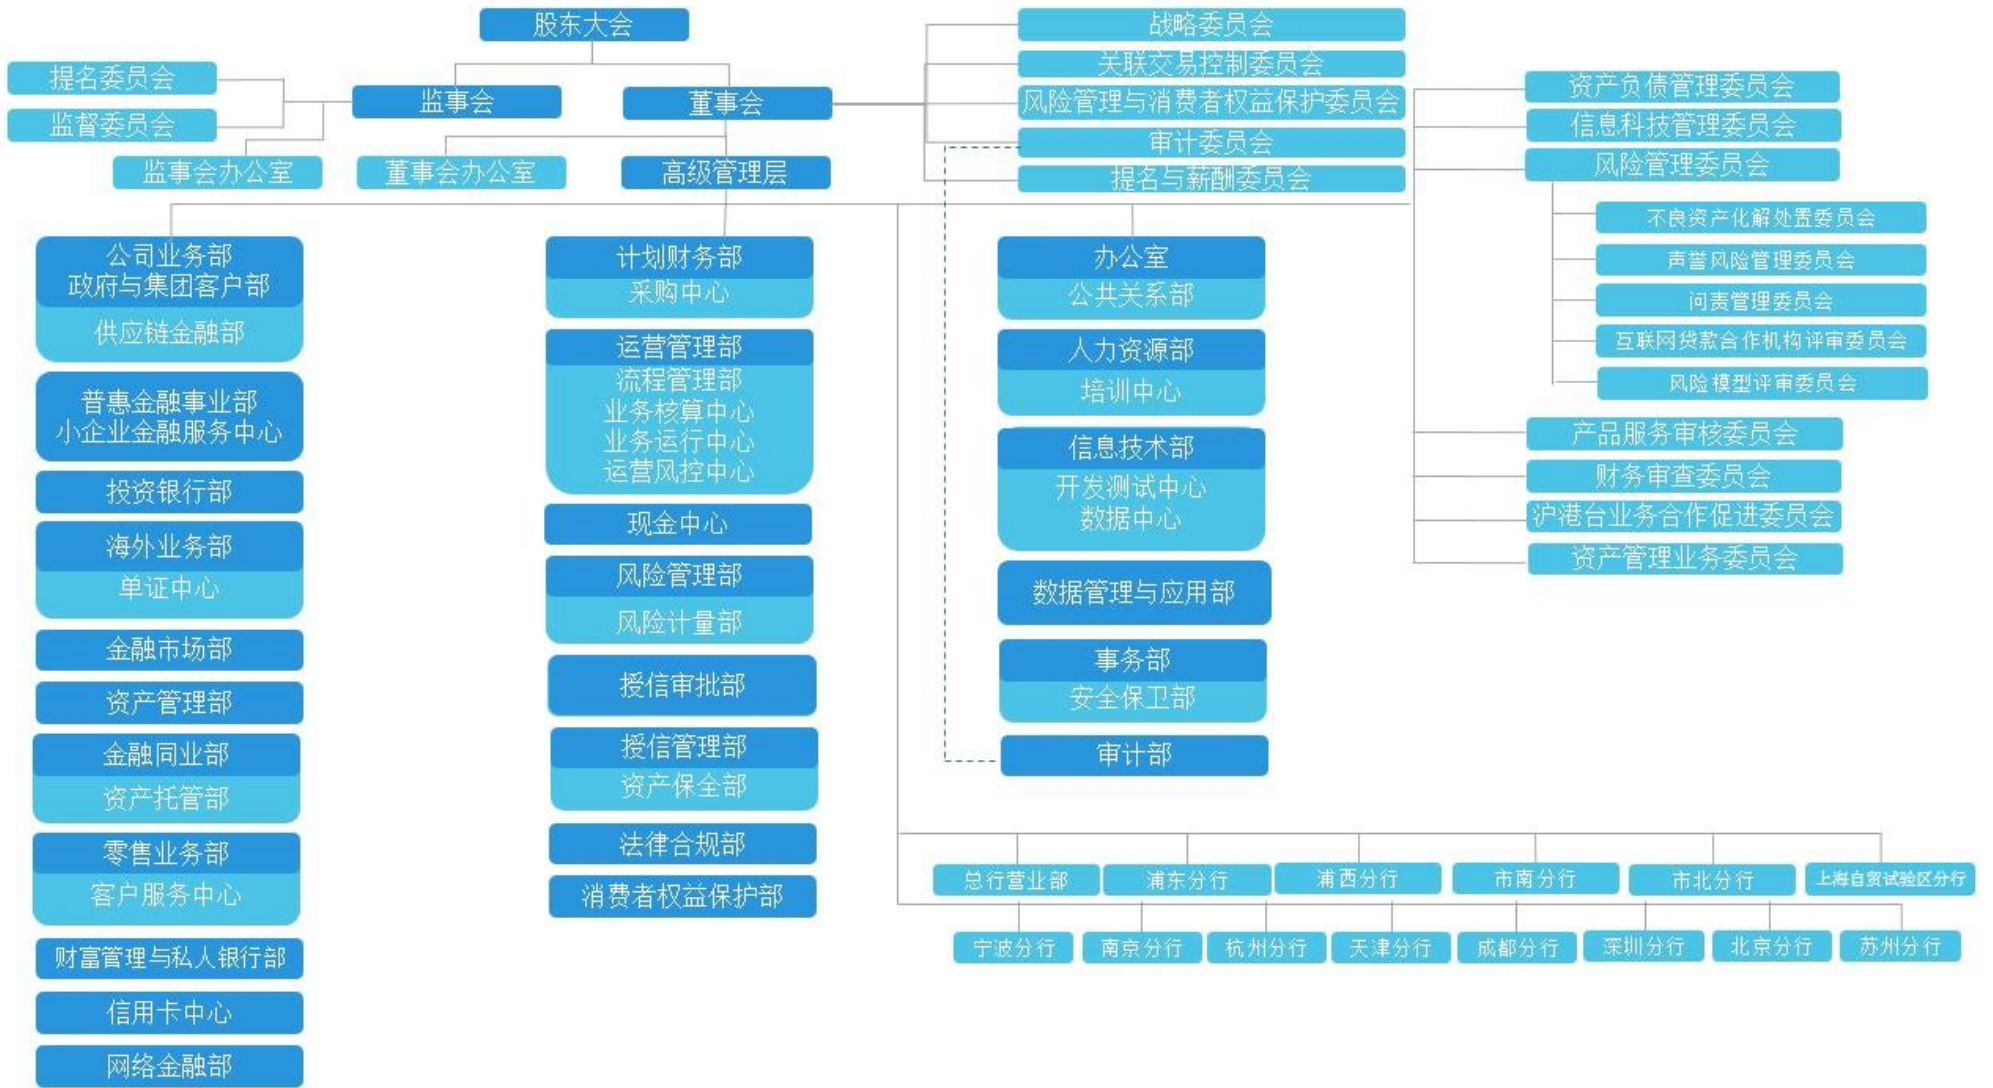 股东大会
监事会
董事会
提名委员会
监督委员会
监事会办公室
董事会办公室
高级管理层
战略委员会
关联交易控制委员会
风险管理与消费者权益保护委员会
审计委员会
提名与薪酬委员会
资产负债管理委员会
信息科技管理委员会
风险管理委员会
不良资产化解处置委员会
声誉风险管理委员会
问责管理委员会
互联网贷款合作机构评审委员会
风险模型评审委员会
产品服务审核委员会
财务审查委员会
沪港台业务合作促进委员会
资产管理业务委员会
公司业务部
政府与集团客户部
供应链金融部
普惠金融事业部
小企业金融服务中心
投资银行部
海外业务部
单证中心
金融市场部
资产管理部
金融同业部
资产托管部
零售业务部
客户服务中心
财富管理与私人银行部
信用卡中心
网络金融部
计划财务部
采购中心
运营管理部
流程管理部
业务核算中心
业务运行中心
运营风控中心
现金中心
风险管理部
风险计量部
授信审批部
授信管理部
资产保全部
法律合规部
消费者权益保护部
办公室
公共关系部
人力资源部
培训中心
信息技术部
开发测试中心
数据中心
数据管理与应用部
事务部
安全保卫部
审计部
总行营业部
浦东分行
浦西分行
市南分行
市北分行
上海自贸试验区分行
宁波分行
南京分行
杭州分行
天津分行
成都分行
深圳分行
北京分行
苏州分行